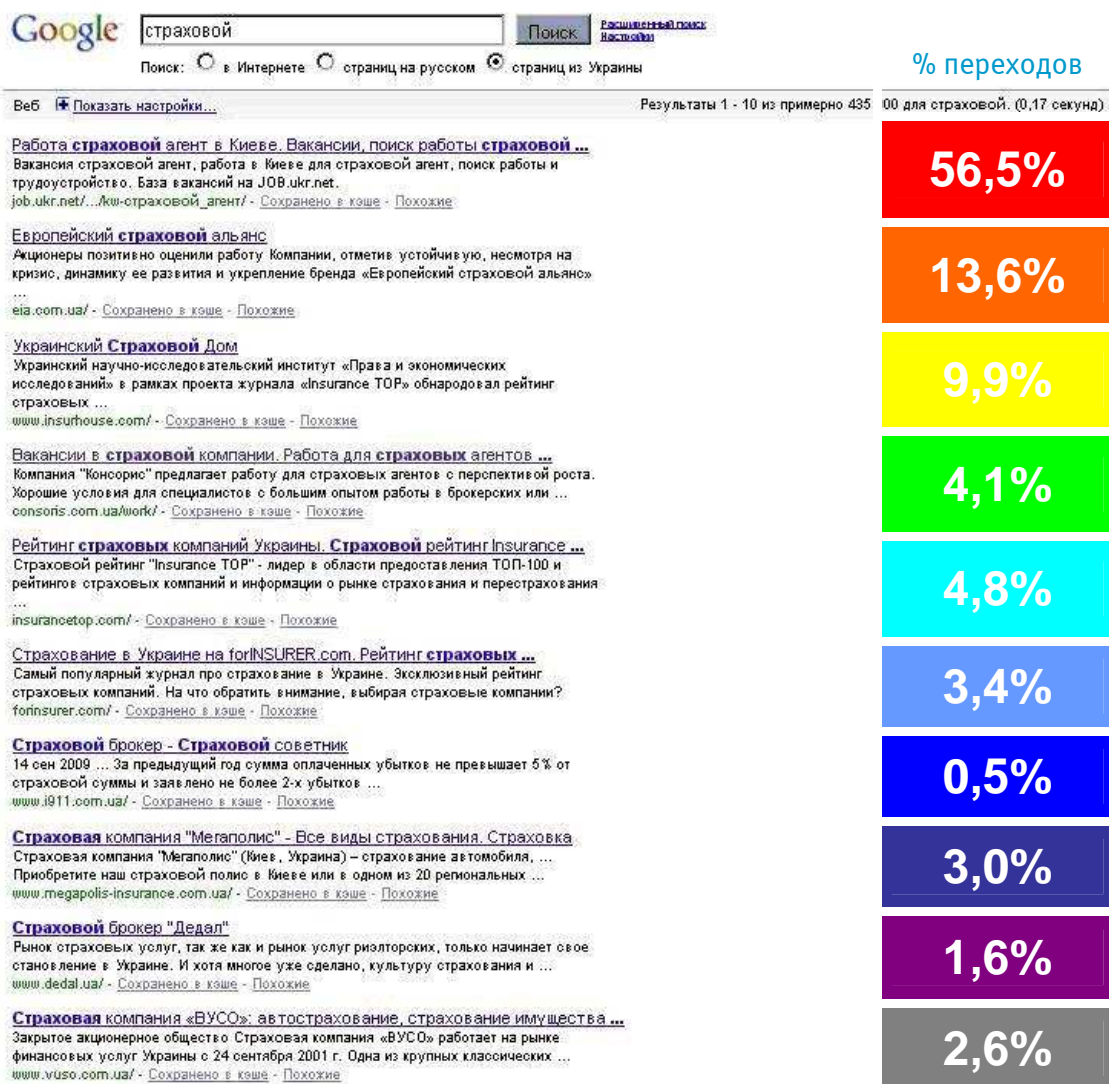 Google страховой Поиск Расширенный поиск
Настройки
Поиск: в Интернете страниц на русском страниц из Украины
% переходов
Веб Показать настройки... Результаты 1 - 10 из примерно 435 00 для страховой. (0,17 секунд)
Работа страховой агент в Киеве. Вакансии, поиск работы страховой ...
Вакансия страховой агент, работа в Киеве для страховой агент, поиск работы и
трудоустройство. База вакансий на JOB.ukr.net.
job.ukr.net/.../kw-страховой_агент/ - Сохранено в кэше - Похожие
56,5%
Европейский страховой альянс
Акционеры позитивно оценили работу Компании, отметив устойчивую, несмотря на
кризис, динамику ее развития и укрепление бренда «Европейский страховой альянс»
...
eia.com.ua/ - Сохранено в кэше - Похожие
13,6%
Украинский Страховой Дом
Украинский научно-исследовательский институт «Права и экономических
исследований» в рамках проекта журнала «Insurance TOP» обнародовал рейтинг
страховых ...
www.insurhouse.com/ - Сохранено в кэше - Похожие
9,9%
Вакансии в страховой компании. Работа для страховых агентов ...
Компания "Консорис" предлагает работу для страховых агентов с перспективой роста.
Хорошие условия для специалистов с большим опытом работы в брокерских или ...
consoris.com.ua/work/ - Сохранено в кэше - Похожие
4,1%
Рейтинг страховых компаний Украины. Страховой рейтинг Insurance ...
Страховой рейтинг "Insurance TOP" - лидер в области предоставления ТОП-100 и
рейтингов страховых компаний и информации о рынке страхования и перестрахования
...
insurancetop.com/ - Сохранено в кэше - Похожие
4,8%
Страхование в Украине на forINSURER.com. Рейтинг страховых ...
Самый популярный журнал про страхование в Украине. Эксклюзивный рейтинг
страховых компаний. На что обратить внимание, выбирая страховые компании?
forinsurer.com/ - Сохранено в кэше - Похожие
3,4%
Страховой брокер - Страховой советник
14 сен 2009 ... За предыдущий год сумма оплаченных убытков не превышает 5% от
страховой суммы и заявлено не более 2-х убытков ...
www.i911.com.ua/ - Сохранено в кэше - Похожие
0,5%
Страховая компания "Мегаполис" - Все виды страхования. Страховка
Страховая компания "Мегаполис" (Киев, Украина) – страхование автомобиля, ...
Приобретите наш страховой полис в Киеве или в одном из 20 региональных ...
www.megapolis-insurance.com.ua/ - Сохранено в кэше - Похожие
3,0%
Страховой брокер "Дедал"
Рынок страховых услуг, так же как и рынок услуг риэлторских, только начинает свое
становление в Украине. И хотя многое уже сделано, культуру страхования и ...
www.dedal.ua/ - Сохранено в кэше - Похожие
1,6%
Страховая компания «ВУСО»: автострахование, страхование имущества ...
Закрытое акционерное общество Страховая компания «ВУСО» работает на рынке
финансовых услуг Украины с 24 сентября 2001 г. Одна из крупных классических ...
www.vuso.com.ua/ - Сохранено в кэше - Похожие
2,6%